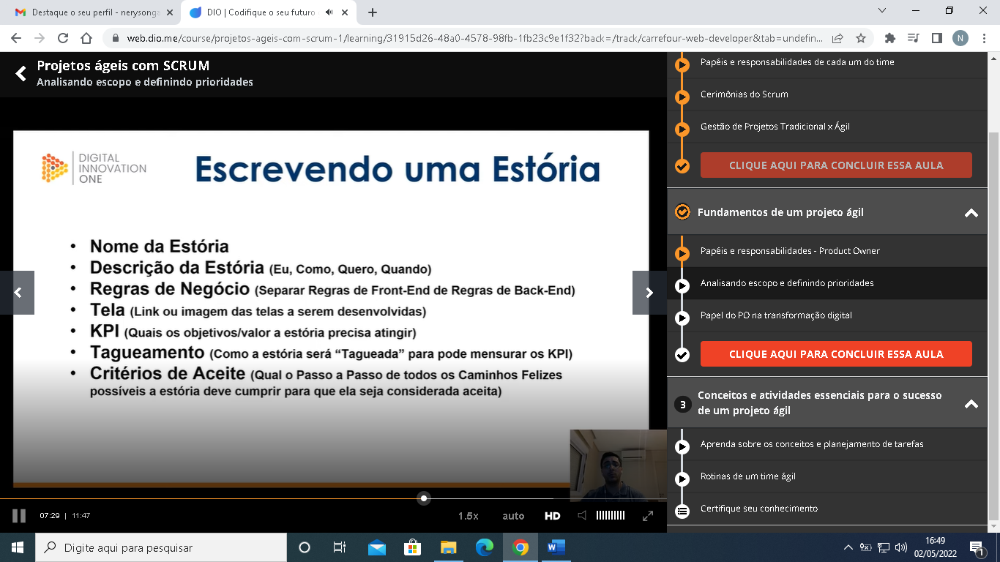 Destaque o seu perfil - nerysonga
DIO | Codifique o seu futuro
web.dio.me/course/projetos-ageis-com-scrum-1/learning/31915d26-48a0-4578-98fb-1fb23c9e1f32?back=/track/carrefour-web-developer&tab=undefin...
N
Projetos ágeis com SCRUM
Analisando escopo e definindo prioridades
DIGITAL
INNOVATION
ONE
Escrevendo uma Estória
• Nome da Estória
• Descrição da Estória (Eu, Como, Quero, Quando)
• Regras de Negócio (Separar Regras de Front-End de Regras de Back-End)
• Tela (Link ou imagem das telas a serem desenvolvidas)
• KPI (Quais os objetivos/valor a estória precisa atingir)
• Tagueamento (Como a estória será “Tagueada” para pode mensurar os KPI)
• Critérios de Aceite (Qual o Passo a Passo de todos os Caminhos Felizes
possíveis a estória deve cumprir para que ela seja considerada aceita)
07:29 | 11:47
1.5x
auto
HD
Papéis e responsabilidades de cada um do time
Cerimônias do Scrum
Gestão de Projetos Tradicional x Ágil
CLIQUE AQUI PARA CONCLUIR ESSA AULA
Fundamentos de um projeto ágil
Papéis e responsabilidades - Product Owner
Analisando escopo e definindo prioridades
Papel do PO na transformação digital
CLIQUE AQUI PARA CONCLUIR ESSA AULA
3
Conceitos e atividades essenciais para o sucesso
de um projeto ágil
Aprenda sobre os conceitos e planejamento de tarefas
Rotinas de um time ágil
Certifique seu conhecimento
Digite aqui para pesquisar
16:49
02/05/2022
1